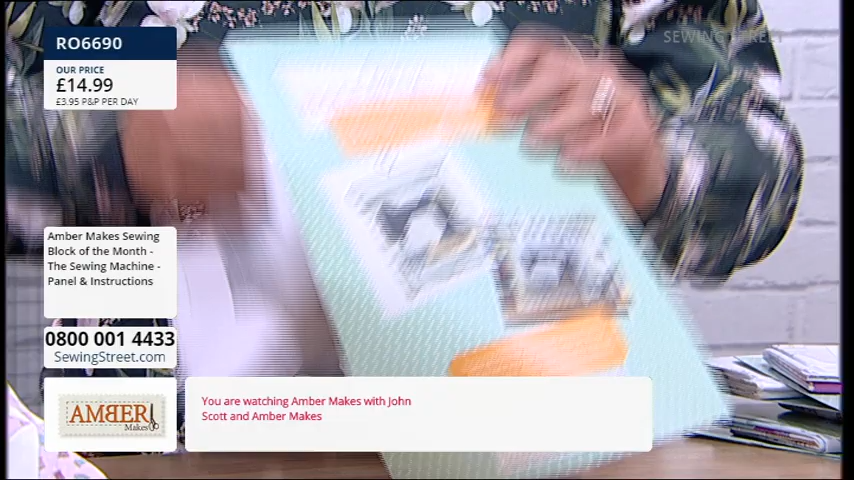 RO6690
OUR PRICE
£14.99
£3.95 P&P PER DAY
SEWING STREET
Amber Makes Sewing
Block of the Month -
The Sewing Machine -
Panel & Instructions
0800 001 4433
SewingStreet.com
AMBER
Makes
You are watching Amber Makes with John
Scott and Amber Makes